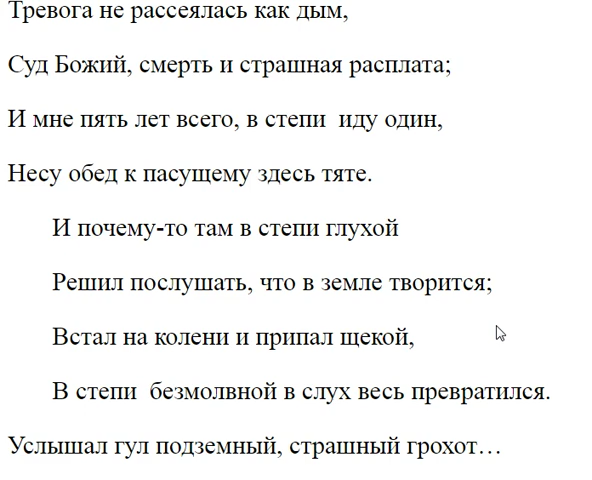 Тревога не рассеялась как дым,
Суд Божий, смерть и страшная расплата;
И мне пять лет всего, в степи  иду один,
Несу обед к пасущему здесь тяте.
И почему-то там в степи глухой
Решил послушать, что в земле творится;
Встал на колени и припал щекой,
В степи  безмолвной в слух весь превратился.
Услышал гул подземный, страшный грохот…